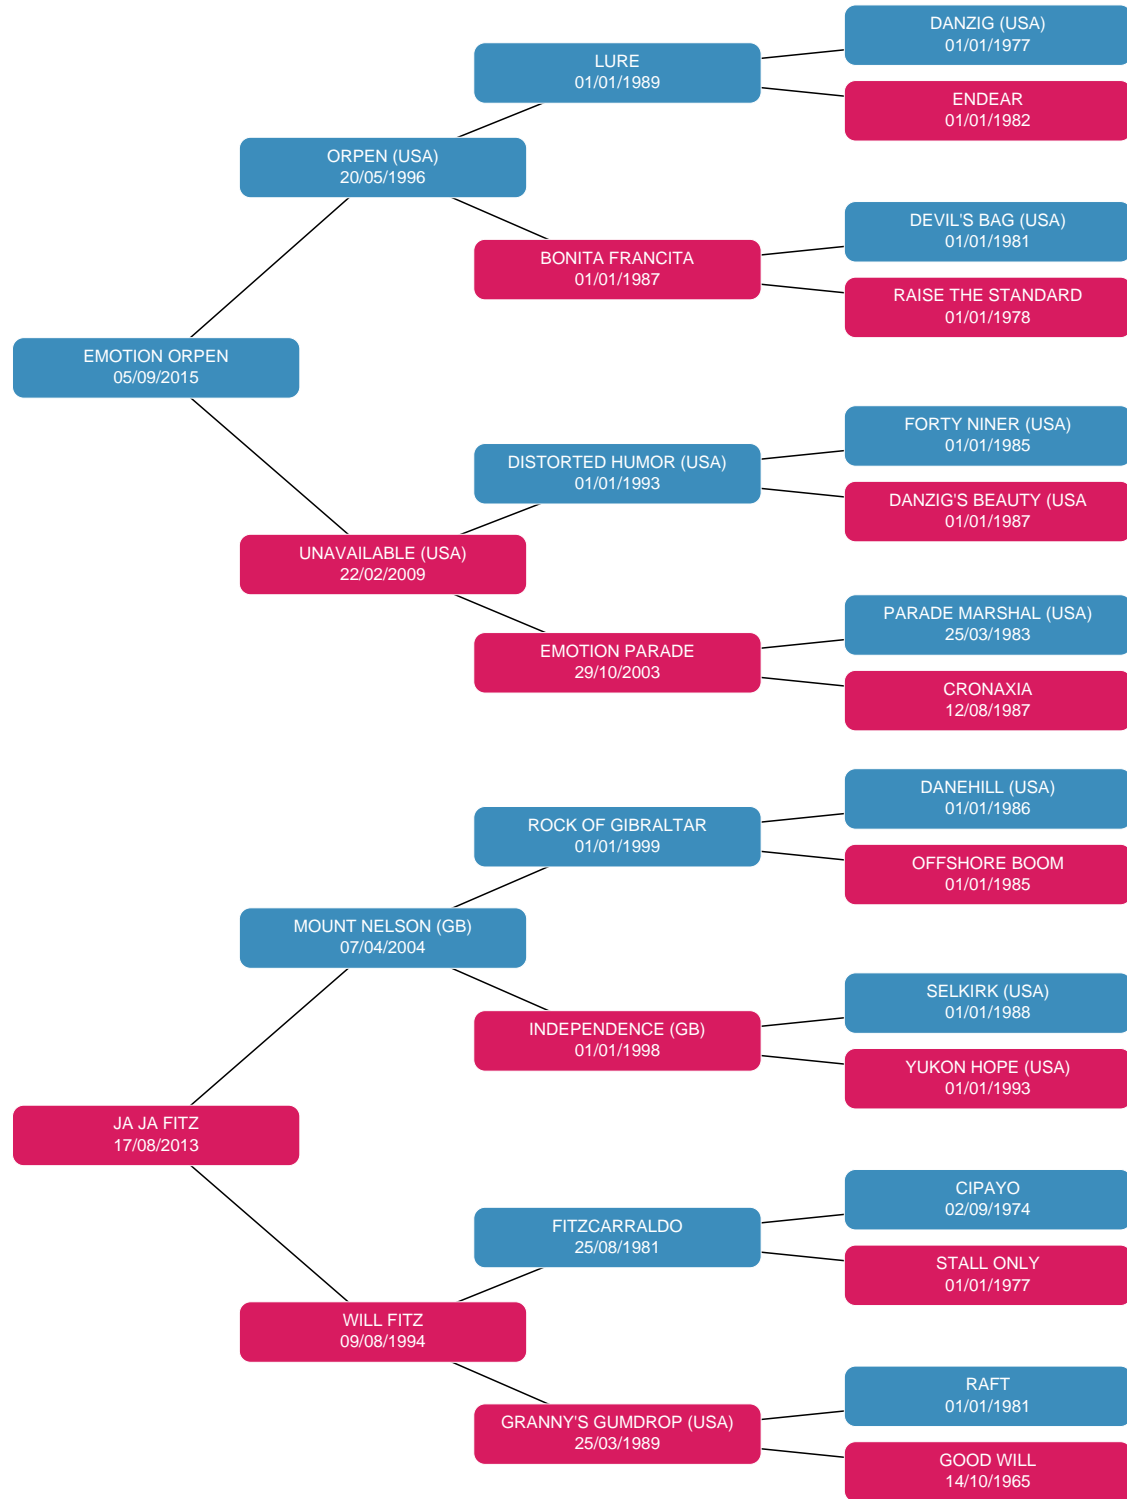 DANZIG (USA)
01/01/1977
LURE
01/01/1989
ENDEAR
01/01/1982
ORPEN (USA)
20/05/1996
DEVIL'S BAG (USA)
01/01/1981
BONITA FRANCITA
01/01/1987
RAISE THE STANDARD
01/01/1978
EMOTION ORPEN
05/09/2015
FORTY NINER (USA)
01/01/1985
DISTORTED HUMOR (USA)
01/01/1993
DANZIG'S BEAUTY (USA
01/01/1987
UNAVAILABLE (USA)
22/02/2009
PARADE MARSHAL (USA)
25/03/1983
EMOTION PARADE
29/10/2003
CRONAXIA
12/08/1987
DANEHILL (USA)
01/01/1986
ROCK OF GIBRALTAR
01/01/1999
OFFSHORE BOOM
01/01/1985
MOUNT NELSON (GB)
07/04/2004
SELKIRK (USA)
01/01/1988
INDEPENDENCE (GB)
01/01/1998
YUKON HOPE (USA)
01/01/1993
JA JA FITZ
17/08/2013
CIPAYO
02/09/1974
FITZCARRALDO
25/08/1981
STALL ONLY
01/01/1977
WILL FITZ
09/08/1994
RAFT
01/01/1981
GRANNY'S GUMDROP (USA)
25/03/1989
GOOD WILL
14/10/1965